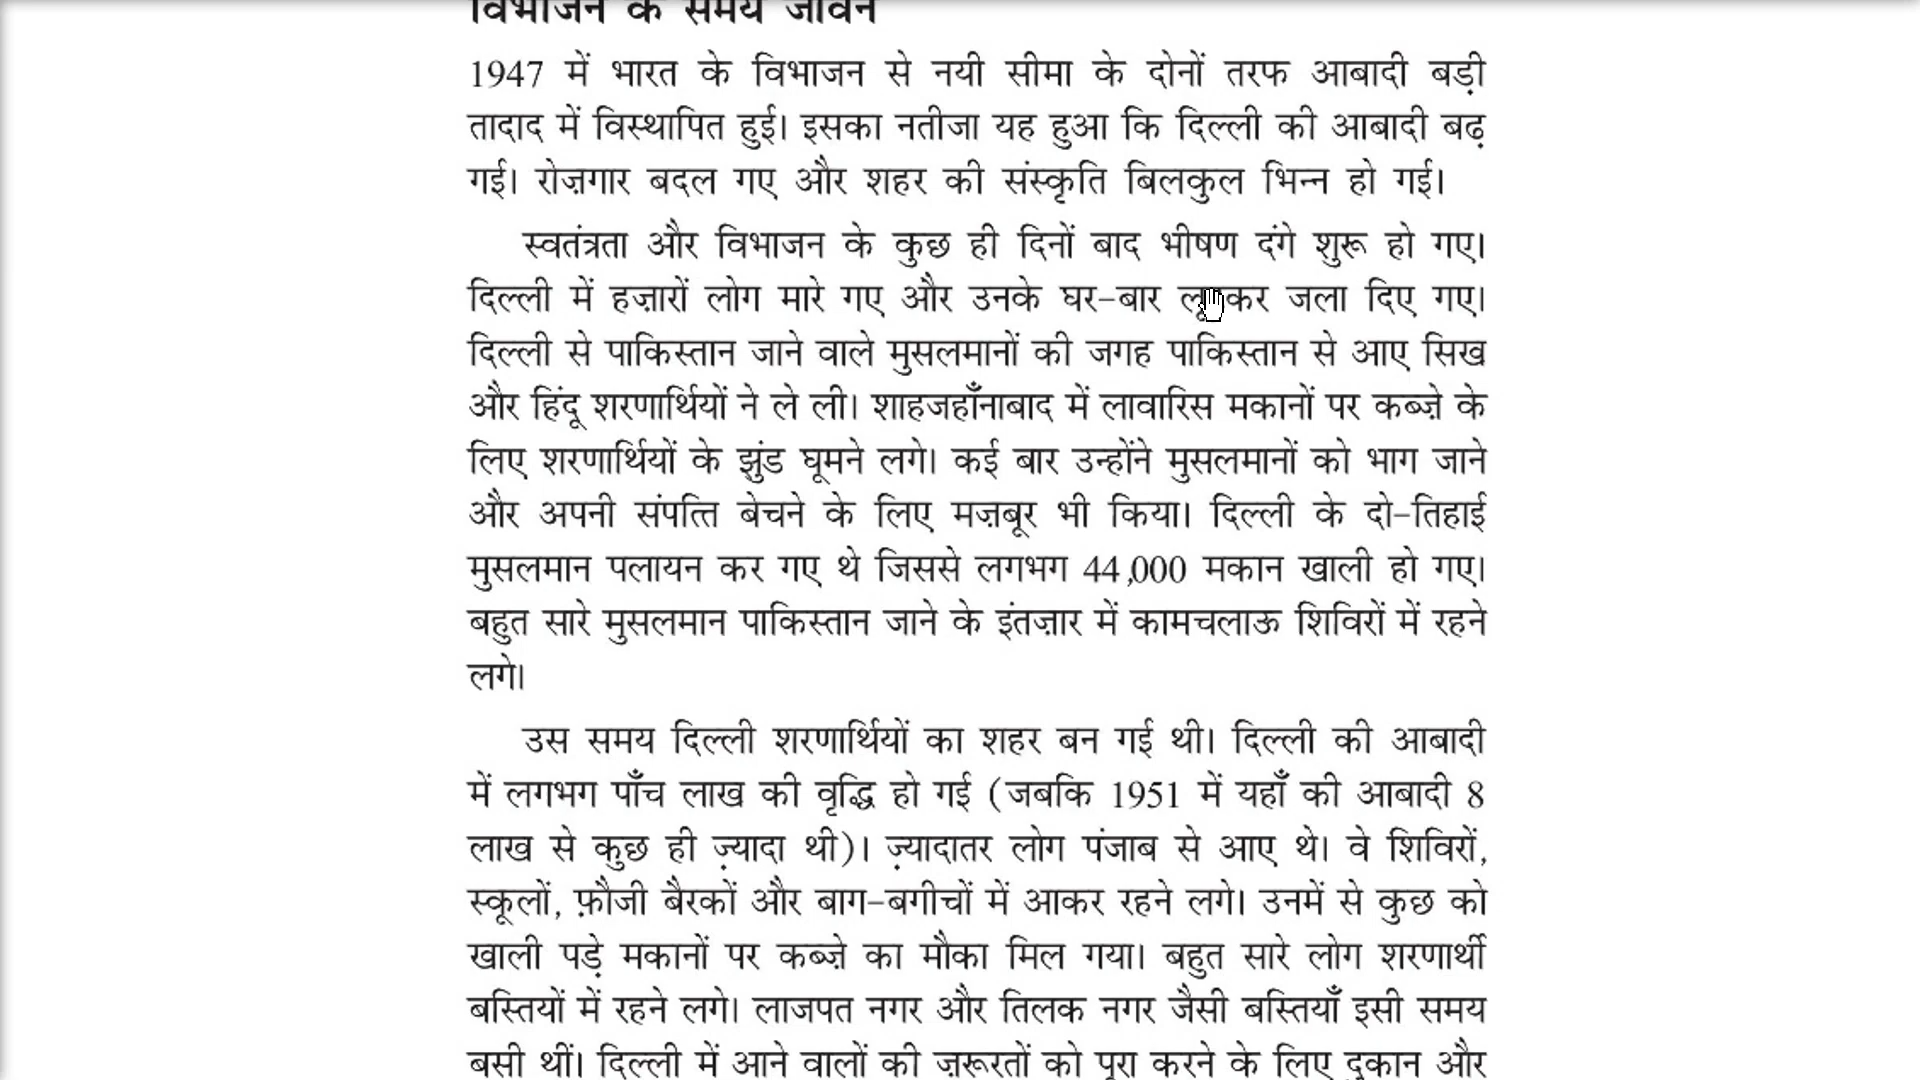 विभाजन के समय जीवन
1947 में भारत के विभाजन से नयी सीमा के दोनों तरफ आबादी बड़ी
तादाद में विस्थापित हुई। इसका नतीजा यह हुआ कि दिल्ली की आबादी बढ़
गई। रोज़गार बदल गए और शहर की संस्कृति बिलकुल भिन्न हो गई।
स्वतंत्रता और विभाजन के कुछ ही दिनों बाद भीषण दंगे शुरू हो गए।
दिल्ली में हज़ारों लोग मारे गए और उनके घर-बार जला दिए गए।
दिल्ली से पाकिस्तान जाने वाले मुसलमानों की जगह पाकिस्तान से आए सिख
और हिंदू शरणार्थियों ने ले ली। शाहजहाँनाबाद में लावारिस मकानों पर कब्ज़े के
लिए शरणार्थियों के झुंड घूमने लगे। कई बार उन्होंने मुसलमानों को भाग जाने
और अपनी संपत्ति बेचने के लिए मज़बूर भी किया। दिल्ली के दो-तिहाई
मुसलमान पलायन कर गए थे जिससे लगभग 44,000 मकान खाली हो गए।
बहुत सारे मुसलमान पाकिस्तान जाने के इंतज़ार में कामचलाऊ शिविरों में रहने
लगे।
उस समय दिल्ली शरणार्थियों का शहर बन गई थी। दिल्ली की आबादी
में लगभग पाँच लाख की वृद्धि हो गई (जबकि 1951 में यहाँ की आबादी 8
लाख से कुछ ही ज़्यादा थी)। ज़्यादातर लोग पंजाब से आए थे। वे शिविरों,
स्कूलों, फ़ौजी बैरकों और बाग-बगीचों में आकर रहने लगे। उनमें से कुछ को
खाली पड़े मकानों पर कब्ज़े का मौका मिल गया। बहुत सारे लोग शरणार्थी
बस्तियों में रहने लगे। लाजपत नगर और तिलक नगर जैसी बस्तियाँ इसी समय
बसी थीं। दिल्ली में आने वालों की ज़रूरतों को पूरा करने के लिए दुकान और